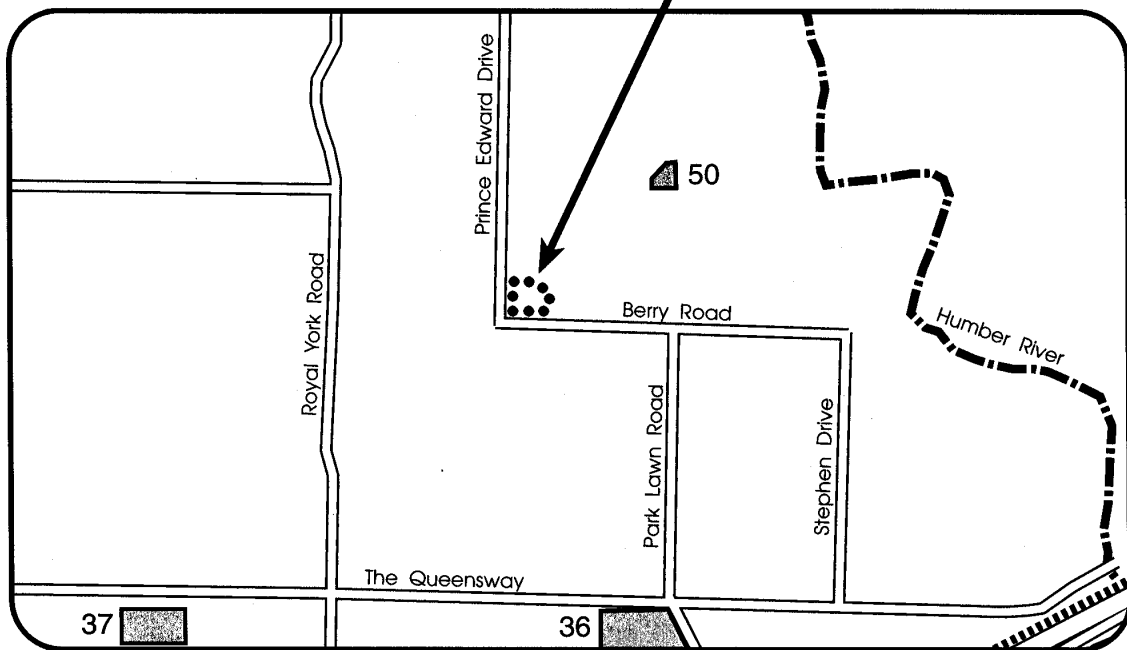 Prince Edward Drive
50
Royal York Road
Berry Road
Humber River
Park Lawn Road
Stephen Drive
The Queensway
37
36